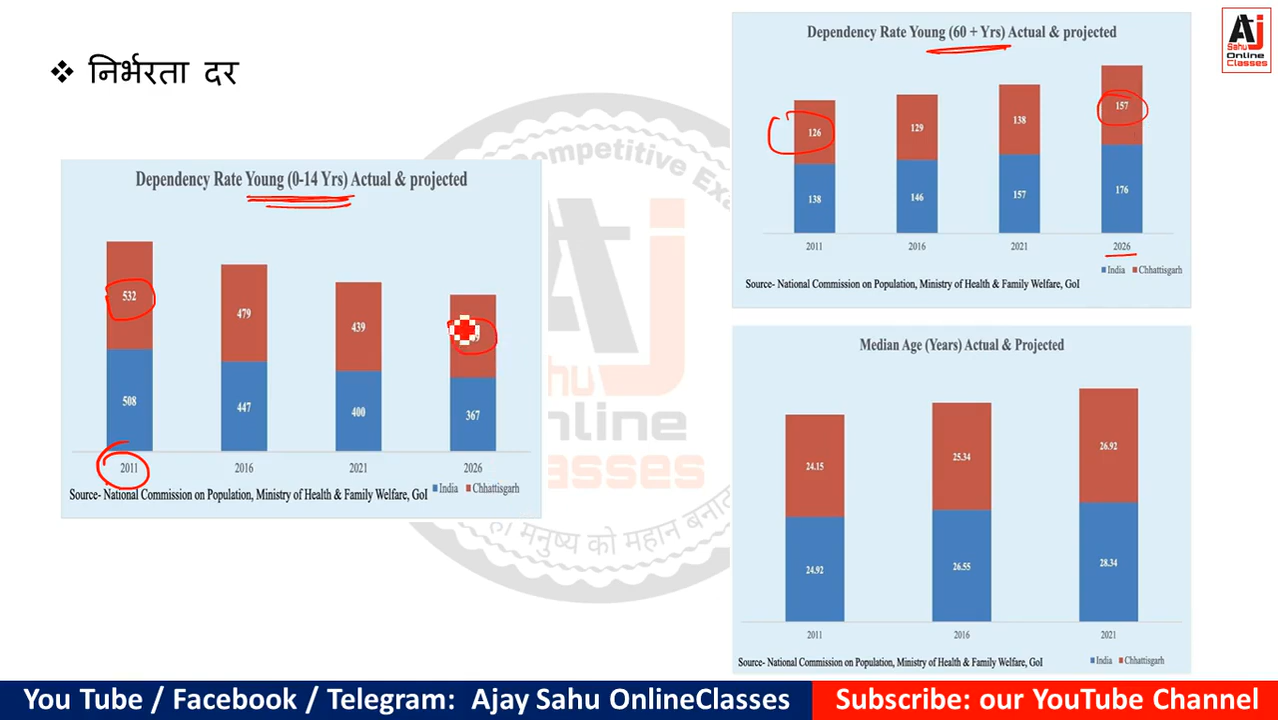 ❖ निर्भरता दर
Dependency Rate Young (0-14 Yrs) Actual & projected
532
479
439
508
447
400
367
2011
2016
2021
2026
Source- National Commission on Population, Ministry of Health & Family Welfare, GoI
India
Chhattisgarh
Dependency Rate Young (60 + Yrs) Actual & projected
126
129
138
157
138
146
157
176
2011
2016
2021
2026
India
Chhattisgarh
Source- National Commission on Population, Ministry of Health & Family Welfare, GoI
Median Age (Years) Actual & Projected
24.15
25.34
26.92
24.92
26.55
28.34
2011
2016
2021
Source- National Commission on Population, Ministry of Health & Family Welfare, GoI
India
Chhattisgarh
AJ
Sahu
Online
Classes
Competitive
मनुष्य को महान
You Tube / Facebook / Telegram: Ajay Sahu OnlineClasses
Subscribe: our YouTube Channel